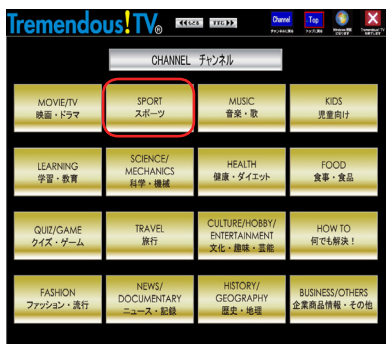 Tremendous!TV®
Channel
Top
CHANNEL チャンネル
MOVIE/TV
映画・ドラマ
SPORT
スポーツ
MUSIC
音楽・歌
KIDS
児童向け
LEARNING
学習・教育
SCIENCE/
MECHANICS
科学・機械
HEALTH
健康・ダイエット
FOOD
食事・食品
QUIZ/GAME
クイズ・ゲーム
TRAVEL
旅行
CULTURE/HOBBY/
ENTERTAINMENT
文化・趣味・芸能
HOW TO
何でも解決！
FASHION
ファッション・流行
NEWS/
DOCUMENTARY
ニュース・記録
HISTORY/
GEOGRAPHY
歴史・地理
BUSINESS/OTHERS
企業商品情報・その他